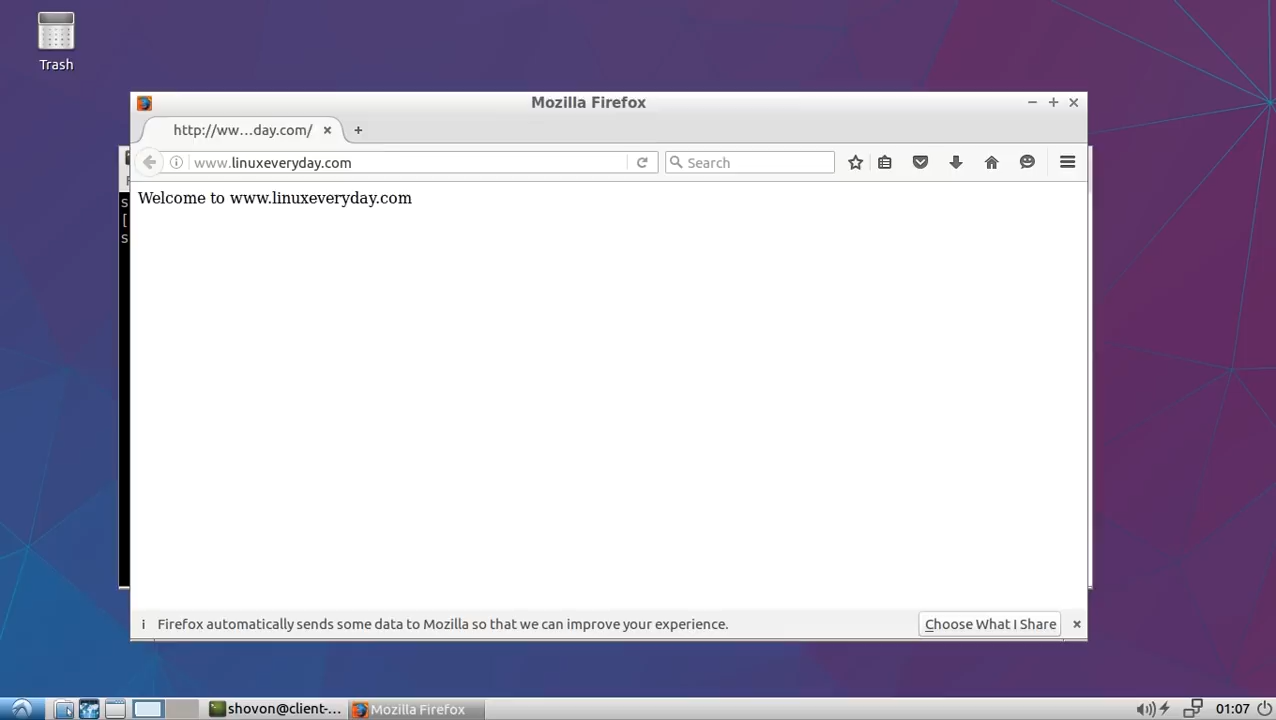 Trash
Mozilla Firefox
http://ww...day.com/
www.linuxeveryday.com
Search
Welcome to www.linuxeveryday.com
Firefox automatically sends some data to Mozilla so that we can improve your experience.
Choose What I Share
shovon@client-...
Mozilla Firefox
01:07